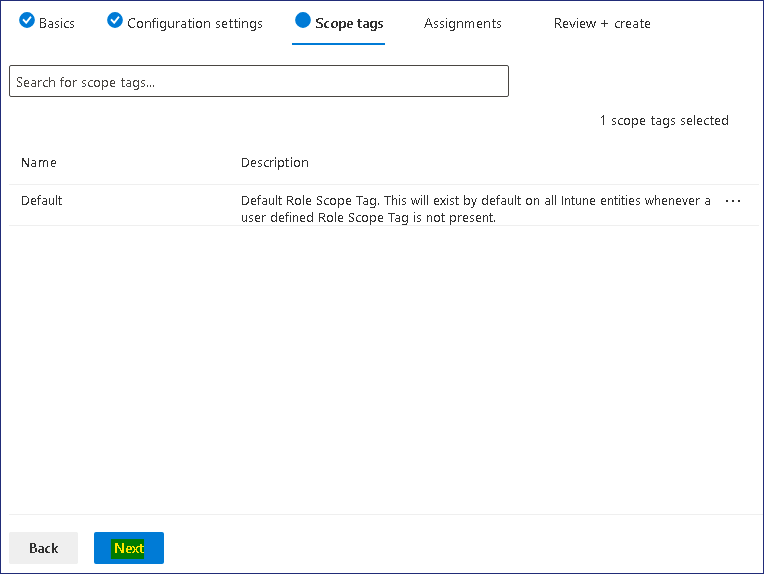 Basics Configuration settings Scope tags Assignments Review + create
Search for scope tags...
1 scope tags selected
Name Description
Default Default Role Scope Tag. This will exist by default on all Intune entities whenever a ...
user defined Role Scope Tag is not present.
Back Next